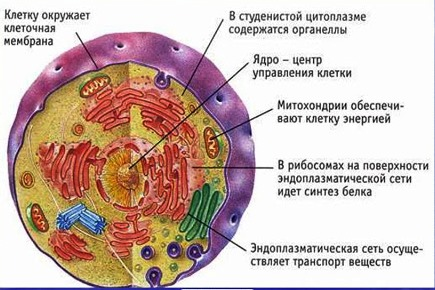 Клетку окружает
клеточная
мембрана
В студенистой цитоплазме
содержатся органеллы
Ядро – центр
управления клетки
Митохондрии обеспечи-
вают клетку энергией
В рибосомах на поверхности
эндоплазматической сети
идет синтез белка
Эндоплазматическая сеть осуще-
ствляет транспорт веществ